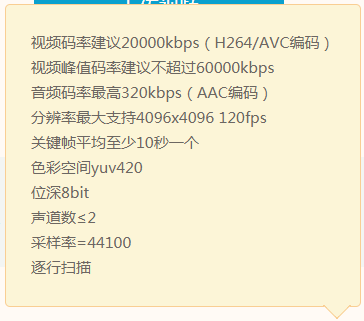 视频码率建议20000kbps（H264/AVC编码）
视频峰值码率建议不超过60000kbps
音频码率最高320kbps（AAC编码）
分辨率最大支持4096x4096 120fps
关键帧平均至少10秒一个
色彩空间yuv420
位深8bit
声道数≤2
采样率=44100
逐行扫描